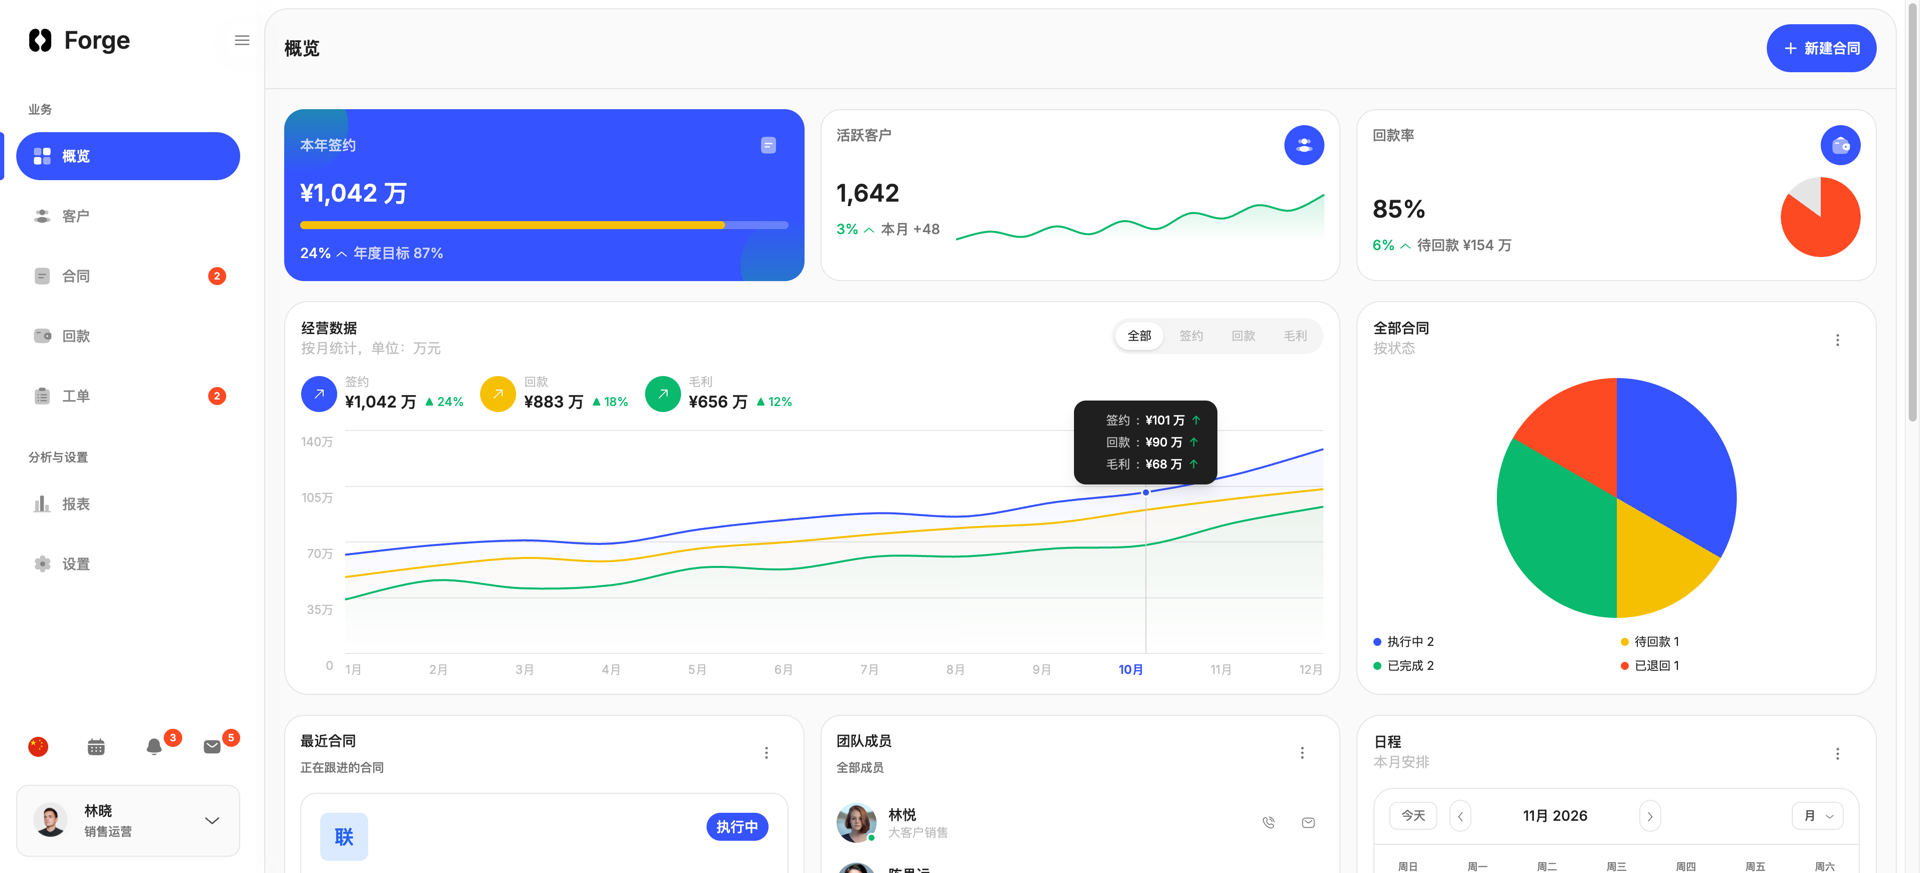 Forge
业务
概览
客户
合同
2
回款
工单
2
分析与设置
报表
设置
3
5
林晓
销售运营
概览
新建合同
本年签约
¥1,042 万
24% 年度目标 87%
活跃客户
1,642
3% 本月 +48
回款率
85%
6% 待回款 ¥154 万
经营数据
按月统计，单位：万元
全部
签约
回款
毛利
签约
¥1,042 万 ▲ 24%
回款
¥883 万 ▲ 18%
毛利
¥656 万 ▲ 12%
签约 : ¥101 万 ↑
回款 : ¥90 万 ↑
毛利 : ¥68 万 ↑
140万
105万
70万
35万
0
1月
2月
3月
4月
5月
6月
7月
8月
9月
10月
11月
12月
全部合同
按状态
执行中 2
待回款 1
已完成 2
已退回 1
最近合同
正在跟进的合同
联
执行中
团队成员
全部成员
林悦
大客户销售
日程
本月安排
今天
11月 2026
月
周日
周一
周二
周三
周四
周五
周六